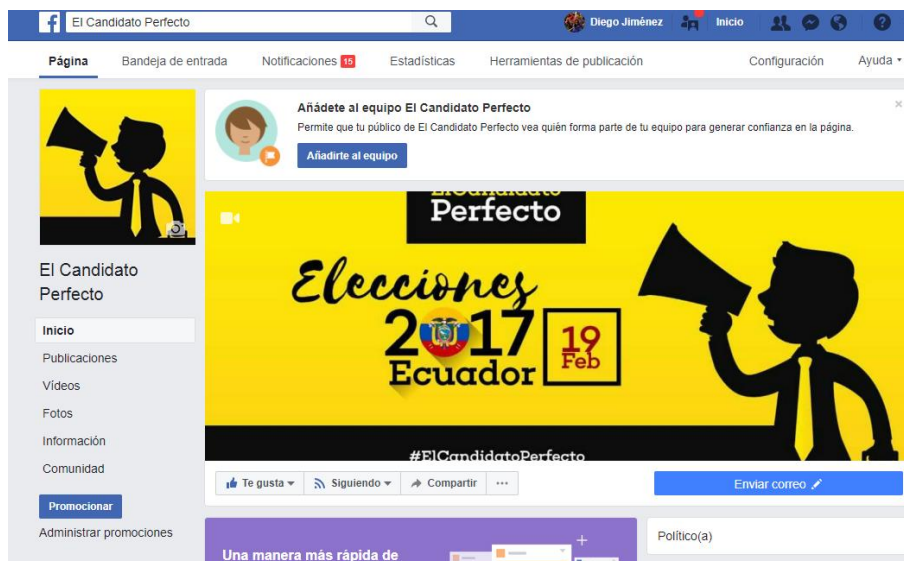 El Candidato Perfecto
Diego Jiménez
Inicio
Página Bandeja de entrada Notificaciones 15 Estadísticas Herramientas de publicación Configuración Ayuda
Añádete al equipo El Candidato Perfecto
Permite que tu público de El Candidato Perfecto vea quién forma parte de tu equipo para generar confianza en la página.
Añadirte al equipo
ElCandidato
Perfecto
Elecciones
2017
Ecuador
19
Feb
#ElCandidatoPerfecto
El Candidato
Perfecto
Inicio
Publicaciones
Vídeos
Fotos
Información
Comunidad
Promocionar
Administrar promociones
Te gusta Siguiendo Compartir ...
Enviar correo
Una manera más rápida de
Político(a)